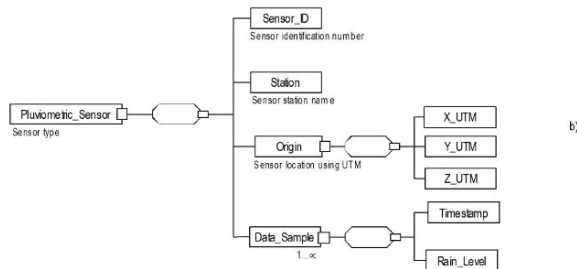 Sensor_ID
Sensor identification number
Station
Sensor station name
Pluviometric_Sensor
Sensor type
X_UTM
b)
Origin
Y_UTM
Sensor location using UTM
Z_UTM
Timestamp
Data_Sample
1...∝
Rain_Level